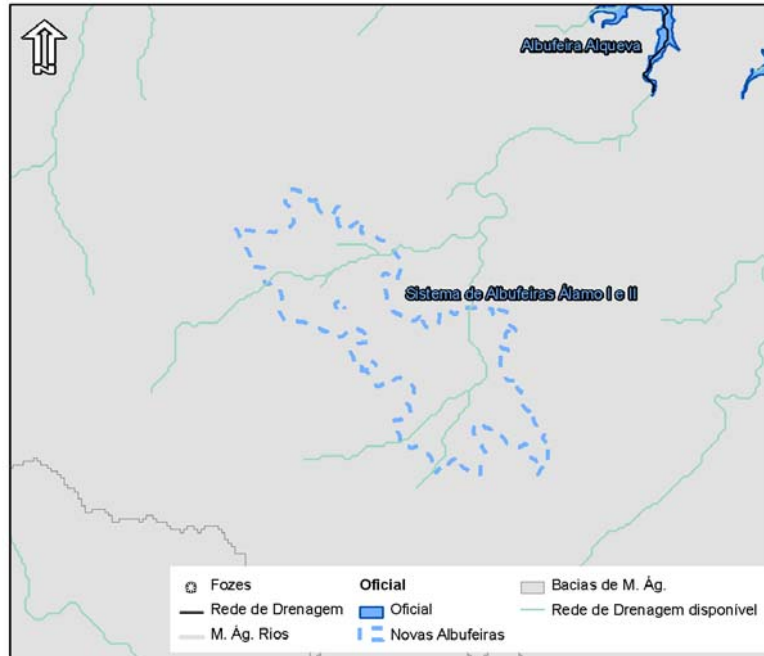 N
Albufeira Alqueva
Sistema de Albufeiras Álamo I e II
Fozes
Rede de Drenagem
M. Ág. Rios
Oficial
Oficial
Novas Albufeiras
Bacias de M. Ág.
Rede de Drenagem disponível